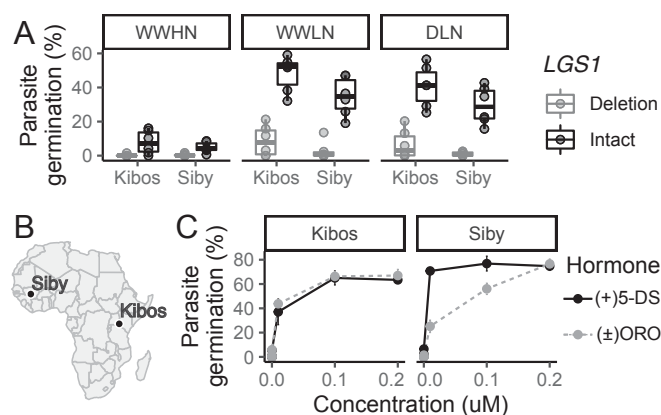 A
WWHN WWLN DLN
Parasite
germination (%)
60
40
20
0
Kibos Siby Kibos Siby Kibos Siby
LGS1
Deletion
Intact
B
Siby
Kibos
C
Kibos Siby
Parasite
germination (%)
80
60
40
20
0
0.0 0.1 0.2 0.0 0.1 0.2
Concentration (uM)
Hormone
(+)5-DS
(±)ORO